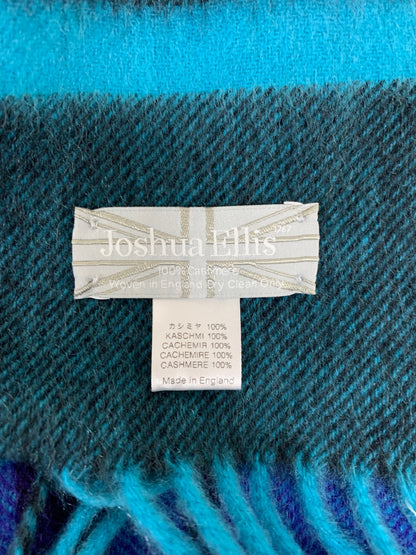 Joshua Ellis 1767
100% Cashmere
Woven in England Dry Clean Only
カシミヤ 100%
KASCHMI 100%
CACHEMIR 100%
CACHEMIRE 100%
CASHMERE 100%
Made in England